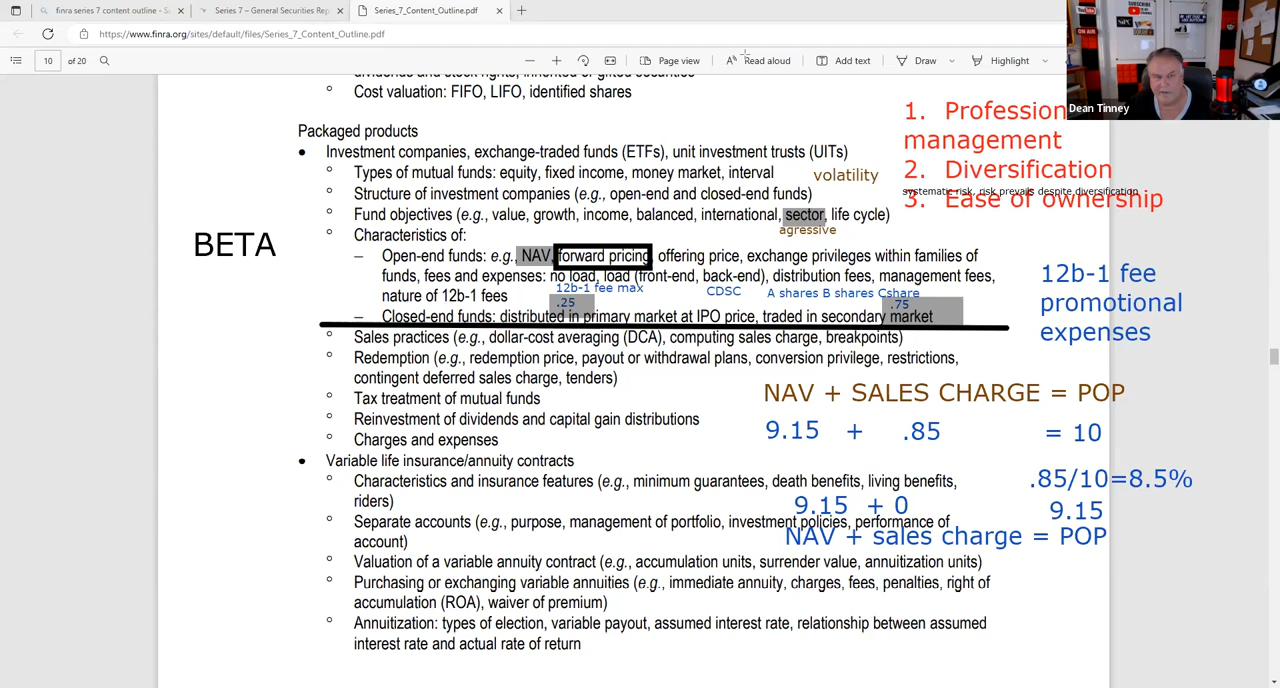 finra series 7 content outline - Se
Series 7 – General Securities Rep
Series_7_Content_Outline.pdf
https://www.finra.org/sites/default/files/Series_7_Content_Outline.pdf
10 of 20
Page view
Read aloud
Add text
Draw
Highlight
Dean Tinney
Cost valuation: FIFO, LIFO, identified shares
Packaged products
Investment companies, exchange-traded funds (ETFs), unit investment trusts (UITs)
Types of mutual funds: equity, fixed income, money market, interval
volatility
Structure of investment companies (e.g., open-end and closed-end funds)
Fund objectives (e.g., value, growth, income, balanced, international, sector, life cycle)
agressive
Characteristics of:
Open-end funds: e.g., NAV, forward pricing, offering price, exchange privileges within families of
funds, fees and expenses: no load, load (front-end, back-end), distribution fees, management fees,
nature of 12b-1 fees
12b-1 fee max
.25
CDSC
A shares B shares Cshare
.75
Closed-end funds: distributed in primary market at IPO price, traded in secondary market
Sales practices (e.g., dollar-cost averaging (DCA), computing sales charge, breakpoints)
Redemption (e.g., redemption price, payout or withdrawal plans, conversion privilege, restrictions,
contingent deferred sales charge, tenders)
Tax treatment of mutual funds
Reinvestment of dividends and capital gain distributions
Charges and expenses
Variable life insurance/annuity contracts
Characteristics and insurance features (e.g., minimum guarantees, death benefits, living benefits,
riders)
Separate accounts (e.g., purpose, management of portfolio, investment policies, performance of
account)
Valuation of a variable annuity contract (e.g., accumulation units, surrender value, annuitization units)
Purchasing or exchanging variable annuities (e.g., immediate annuity, charges, fees, penalties, right of
accumulation (ROA), waiver of premium)
Annuitization: types of election, variable payout, assumed interest rate, relationship between assumed
interest rate and actual rate of return
BETA
1. Profession
management
2. Diversification
systematic risk, risk prevails despite diversification
3. Ease of ownership
12b-1 fee
promotional
expenses
NAV + SALES CHARGE = POP
9.15 + .85 = 10
.85/10=8.5%
9.15 + 0 9.15
NAV + sales charge = POP